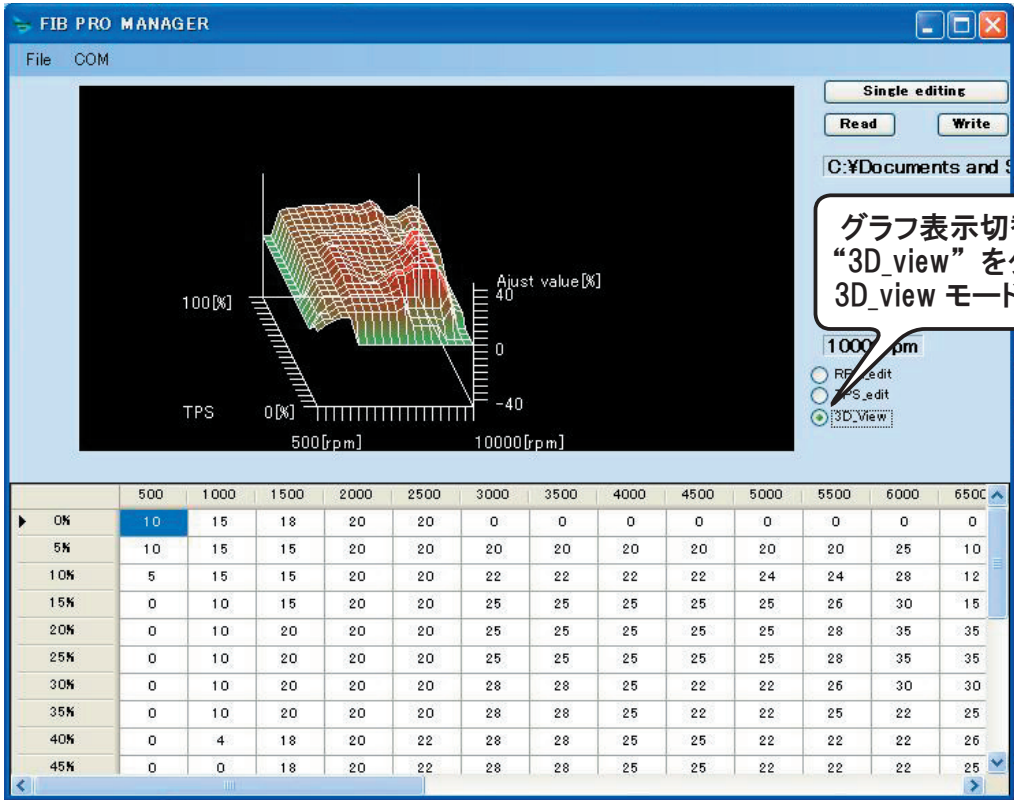 FIB PRO MANAGER
File COM
Single editing
Read Write
C:¥Documents and S
グラフ表示切
“3D_view” を
3D_view モード
rpm
edit
TPS_edit
3D_View
Ajust value[%]
40
100[%]
0
-40
TPS 0[%]
500[rpm] 10000[rpm]
500 1000 1500 2000 2500 3000 3500 4000 4500 5000 5500 6000 6500
0% 10 15 18 20 20 0 0 0 0 0 0 0 0
5% 10 15 15 20 20 20 20 20 20 20 20 25 10
10% 5 15 15 20 20 22 22 22 22 24 24 28 12
15% 0 10 15 20 20 25 25 25 25 25 26 30 15
20% 0 10 20 20 20 25 25 25 25 25 28 35 35
25% 0 10 20 20 20 25 25 25 25 25 28 35 35
30% 0 10 20 20 20 28 28 25 22 22 26 30 30
35% 0 10 20 20 20 28 28 25 22 22 25 22 25
40% 0 4 18 20 22 28 28 25 25 22 22 22 26
45% 0 0 18 20 22 28 28 25 25 22 22 22 25